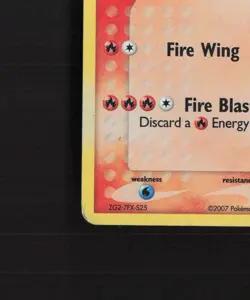 Fire Wing
Fire Blas
Discard a Energy
weakness
resistan
ZG2-7FX-S25
©2007 Pokém